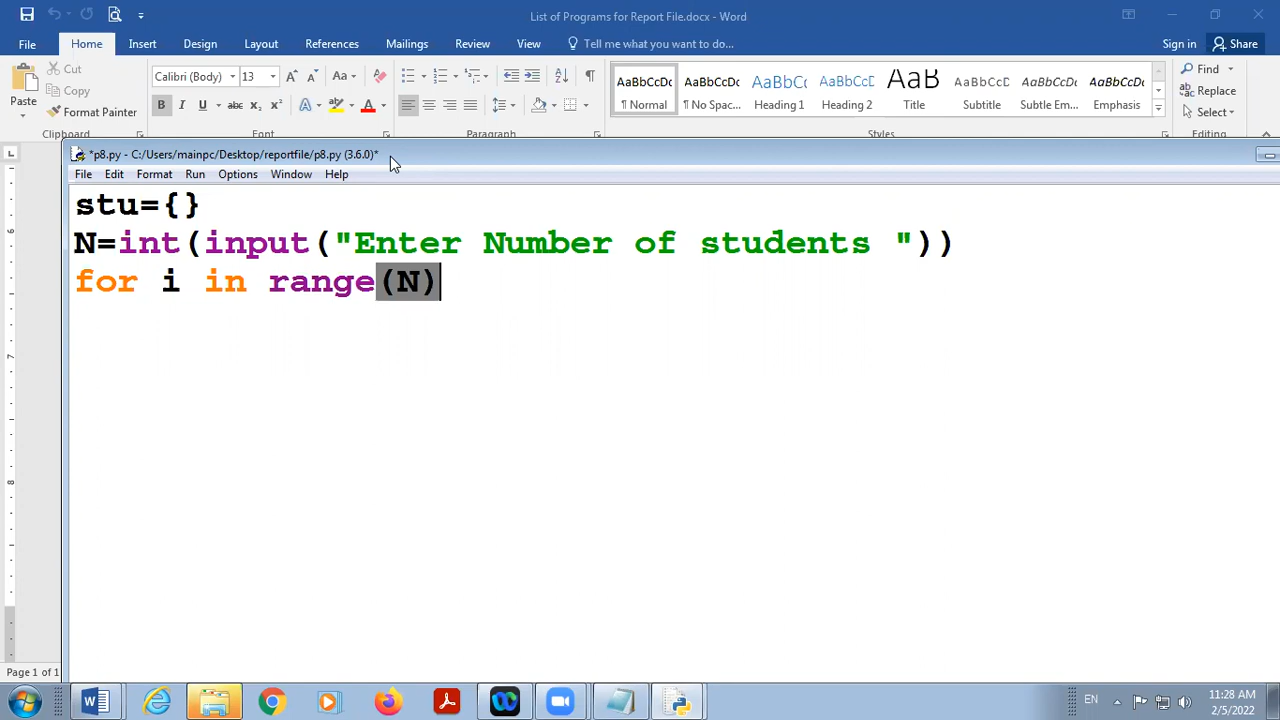 List of Programs for Report File.docx - Word
File Home Insert Design Layout References Mailings Review View Tell me what you want to do... Sign in Share
Paste Cut Copy Format Painter
Calibri (Body) 13
AaBbCcDc AaBbCcDc AaBbCc AaBbCcC AaB AaBbCcD AaBbCcDc AaBbCcDc
¶ Normal ¶ No Spac... Heading 1 Heading 2 Title Subtitle Subtle Em... Emphasis
Find Replace Select
Clipboard Font Paragraph Styles Editing
*p8.py - C:/Users/mainpc/Desktop/reportfile/p8.py (3.6.0)*
File Edit Format Run Options Window Help
stu={}
N=int(input("Enter Number of students "))
for i in range(N)
6
7
8
Page 1 of 1
EN
11:28 AM
2/5/2022